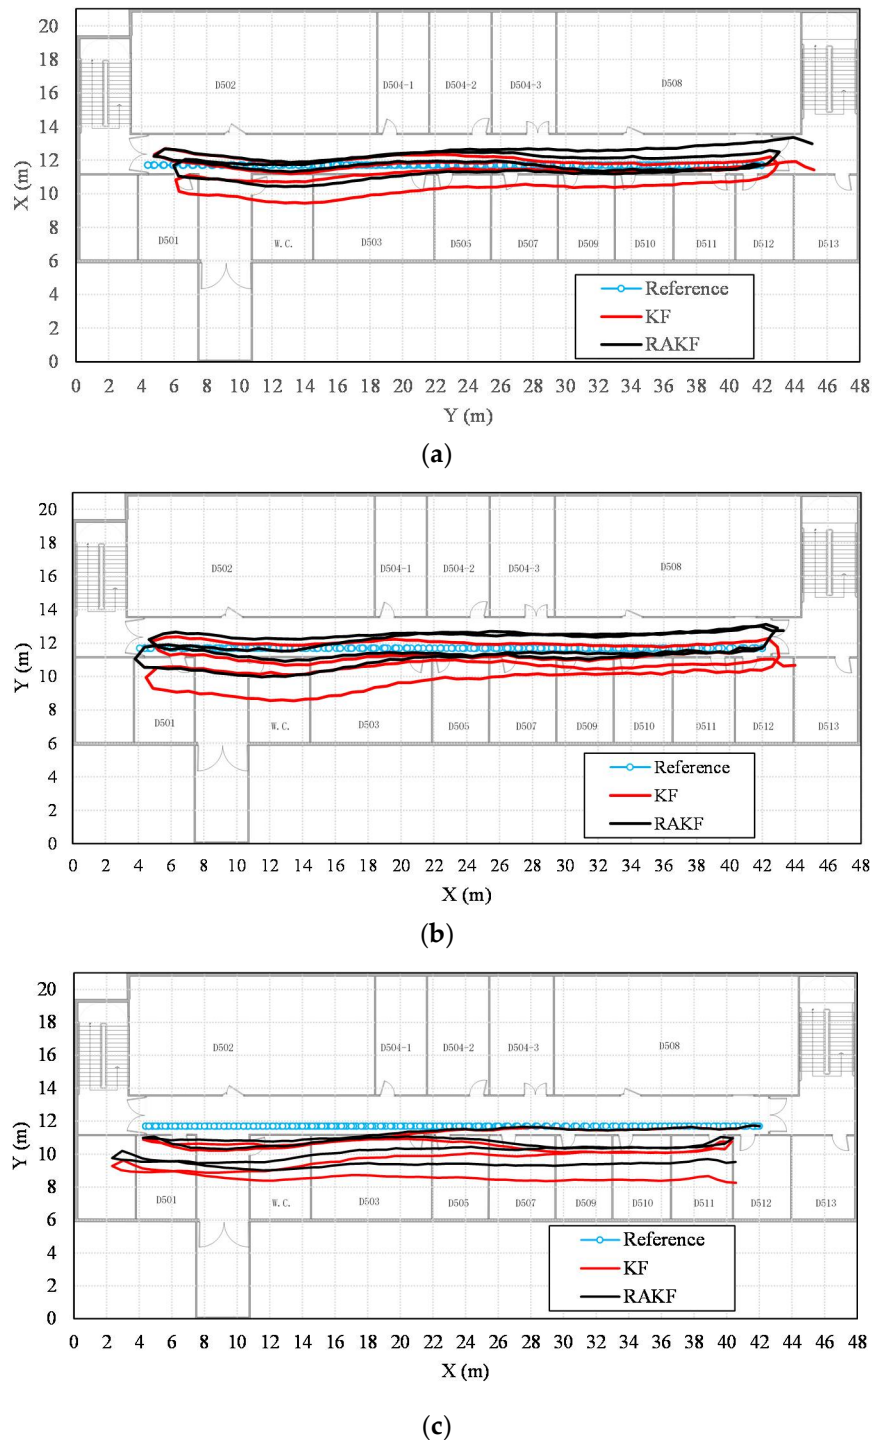 20
18
D502 D504-1 D504-2 D504-3 D508
16
14
12
X (m)
10
8
D501 W.C. D503 D505 D507 D509 D510 D511 D512 D513
6
4
Reference
2
KF
0
RAKF
0 2 4 6 8 10 12 14 16 18 20 22 24 26 28 30 32 34 36 38 40 42 44 46 48
Y (m)
(a)
20
18
D502 D504-1 D504-2 D504-3 D508
16
14
12
Y (m)
10
8
D501 W.C. D503 D505 D507 D509 D510 D511 D512 D513
6
4
Reference
2
KF
0
RAKF
0 2 4 6 8 10 12 14 16 18 20 22 24 26 28 30 32 34 36 38 40 42 44 46 48
X (m)
(b)
20
18
D502 D504-1 D504-2 D504-3 D508
16
14
12
Y (m)
10
8
D501 W.C. D503 D505 D507 D509 D510 D511 D512 D513
6
4
Reference
2
KF
0
RAKF
0 2 4 6 8 10 12 14 16 18 20 22 24 26 28 30 32 34 36 38 40 42 44 46 48
X (m)
(c)